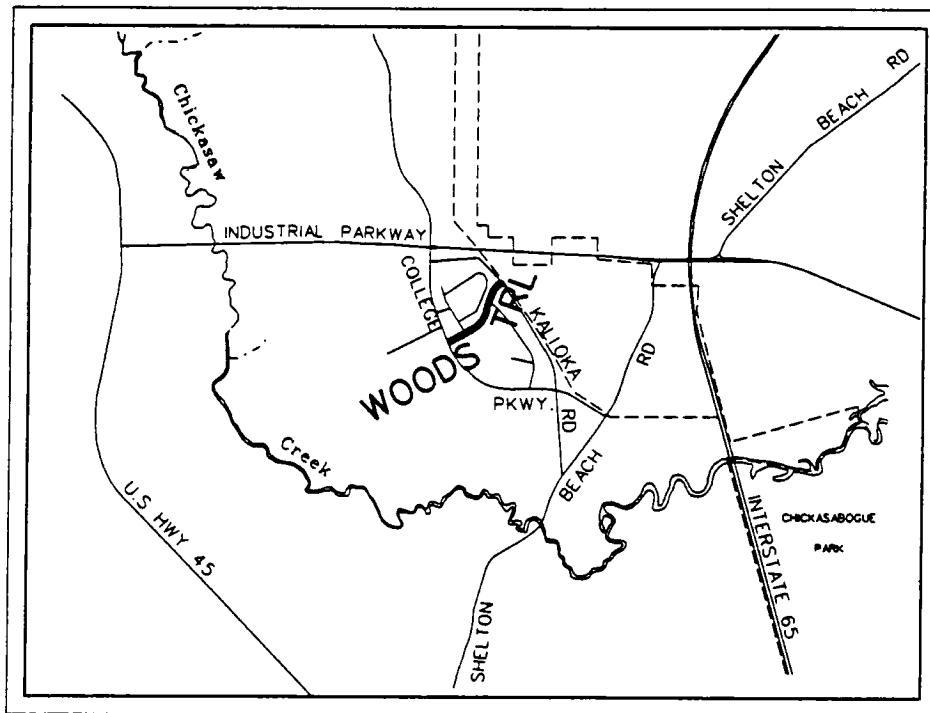 Chickasaw
SHELTON BEACH RD
INDUSTRIAL PARKWAY
COLLEGE
WOODS TRL
KALLOKA
RD
PKWY.
RD
BEACH
Creek
U.S HWY 45
CHICKASABOGUE
PARK
INTERSTATE 65
SHELTON